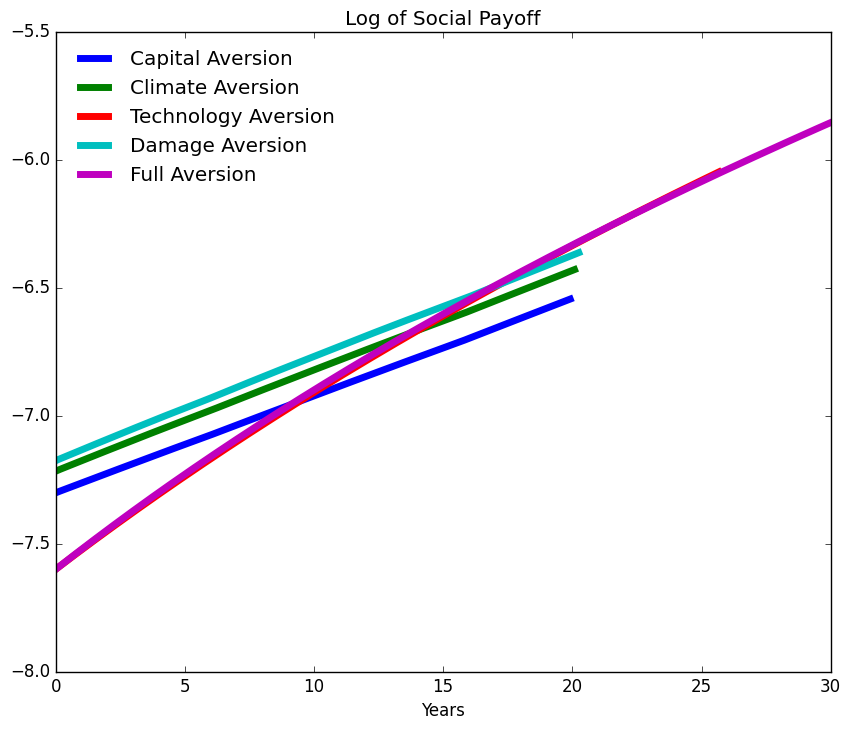 Log of Social Payoff
−5.5
−6.0
−6.5
−7.0
−7.5
−8.0
Capital Aversion
Climate Aversion
Technology Aversion
Damage Aversion
Full Aversion
0 5 10 15 20 25 30
Years